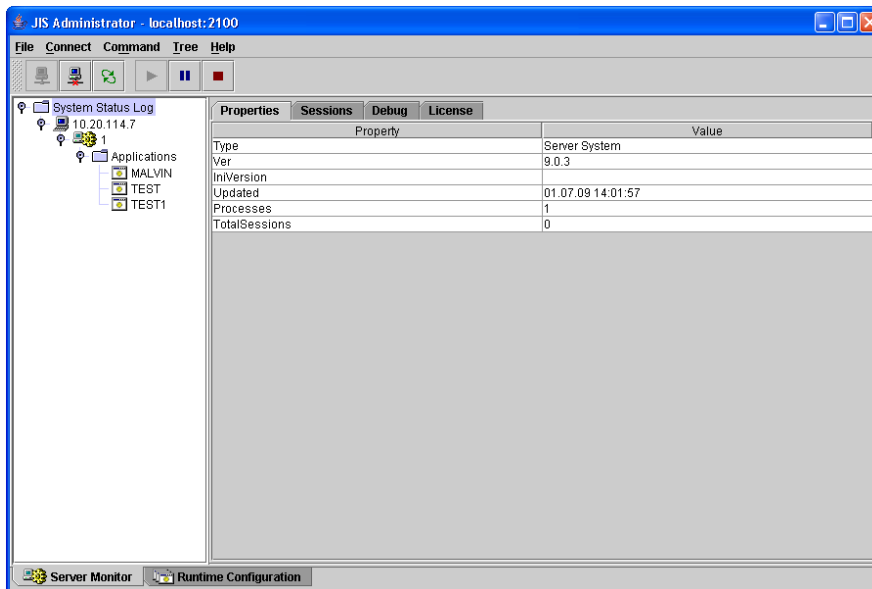 JIS Administrator - localhost:2100
File Connect Command Tree Help
System Status Log
10.20.114.7
1
Applications
MALVIN
TEST
TEST1
Properties Sessions Debug License
Property Value
Type Server System
Ver 9.0.3
IniVersion
Updated 01.07.09 14:01:57
Processes 1
TotalSessions 0
Server Monitor Runtime Configuration